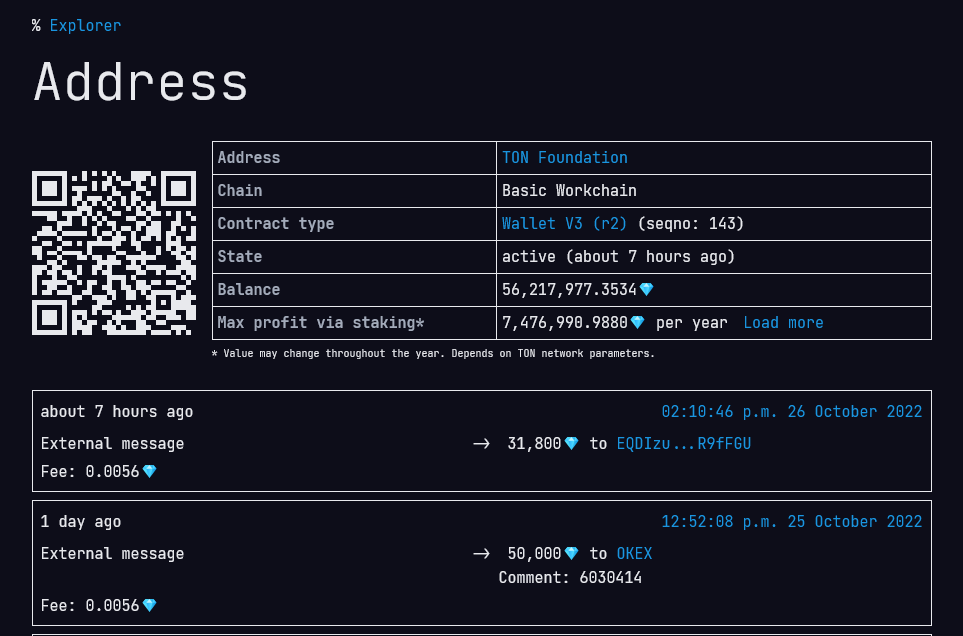 % Explorer
Address
Address TON Foundation
Chain Basic Workchain
Contract type Wallet V3 (r2) (seqno: 143)
State active (about 7 hours ago)
Balance 56,217,977.3534💎
Max profit via staking* 7,476,990.9880💎 per year Load more
* Value may change throughout the year. Depends on TON network parameters.
about 7 hours ago 02:10:46 p.m. 26 October 2022
External message → 31,800💎 to EQDIzu...R9fFGU
Fee: 0.0056💎
1 day ago 12:52:08 p.m. 25 October 2022
External message → 50,000💎 to OKEX
Comment: 6030414
Fee: 0.0056💎